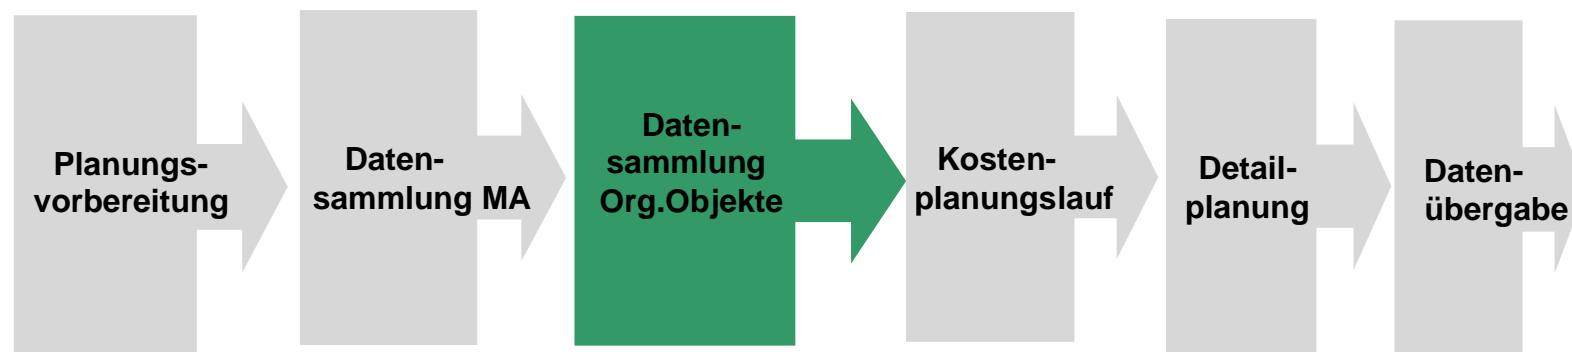 Planungs-
vorbereitung
Daten-
sammlung MA
Daten-
sammlung
Org.Objekte
Kosten-
planungslauf
Detail-
planung
Daten-
übergabe